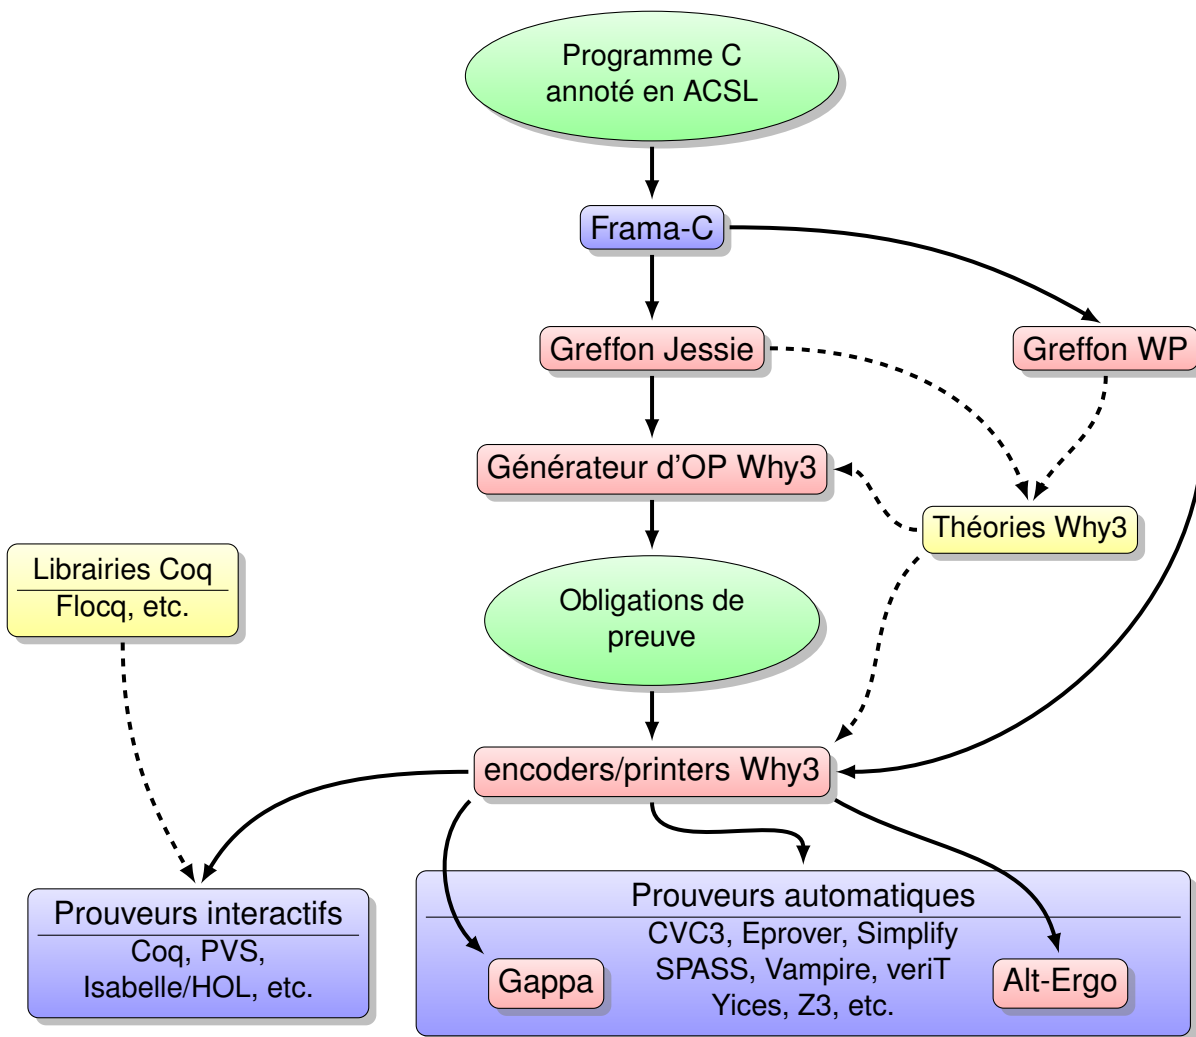 Programme C
annoté en ACSL
Frama-C
Greffon Jessie
Greffon WP
Générateur d'OP Why3
Théories Why3
Librairies Coq
Flocq, etc.
Obligations de
preuve
encoders/printers Why3
Prouveurs interactifs
Coq, PVS,
Isabelle/HOL, etc.
Prouveurs automatiques
CVC3, Eprover, Simplify
SPASS, Vampire, veriT
Yices, Z3, etc.
Gappa
Alt-Ergo